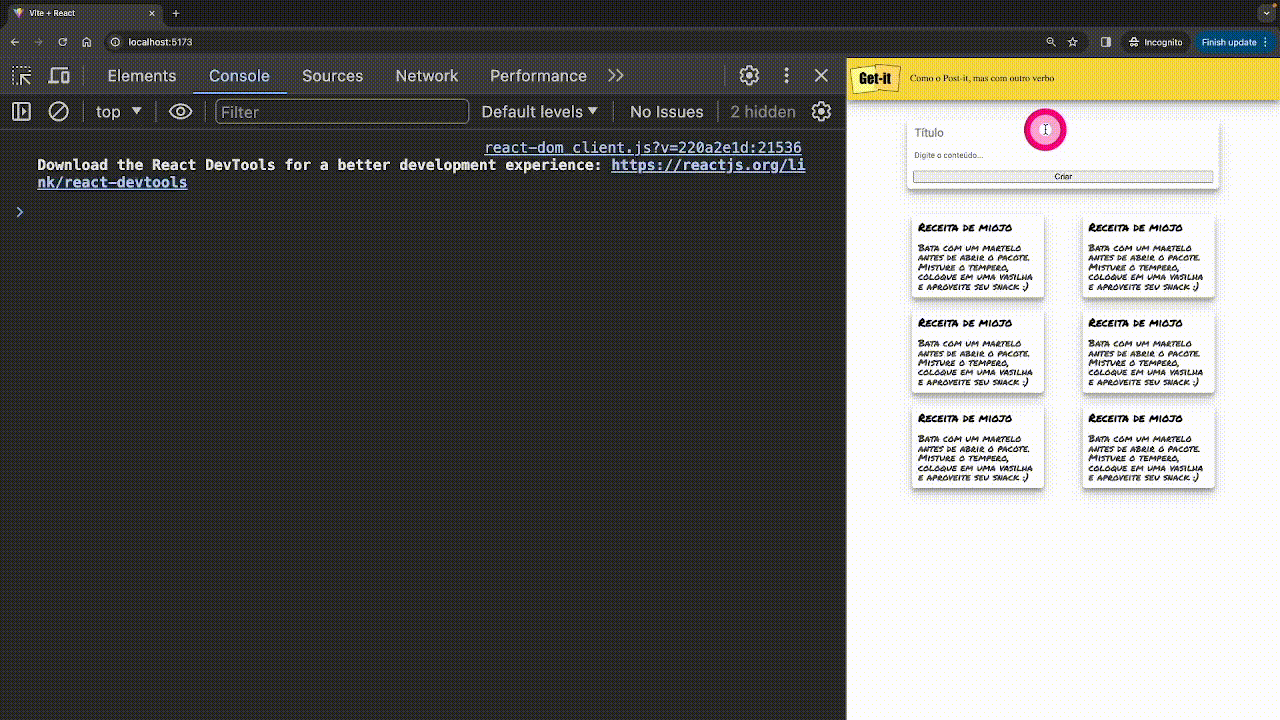 Vite + React
localhost:5173
Incognito
Finish update
Elements
Console
Sources
Network
Performance
top
Filter
Default levels
No Issues
2 hidden
react-dom client.js?v=220a2e1d:21536
Download the React DevTools for a better development experience: https://reactjs.org/li
nk/react-devtools
Get-it
Como o Post-it, mas com outro verbo
Título
Digite o conteúdo...
Criar
Receita de miojo
Bata com um martelo
antes de abrir o pacote.
Misture o tempero,
coloque em uma vasilha
e aproveite seu snack ;)
Receita de miojo
Bata com um martelo
antes de abrir o pacote.
Misture o tempero,
coloque em uma vasilha
e aproveite seu snack ;)
Receita de miojo
Bata com um martelo
antes de abrir o pacote.
Misture o tempero,
coloque em uma vasilha
e aproveite seu snack ;)
Receita de miojo
Bata com um martelo
antes de abrir o pacote.
Misture o tempero,
coloque em uma vasilha
e aproveite seu snack ;)
Receita de miojo
Bata com um martelo
antes de abrir o pacote.
Misture o tempero,
coloque em uma vasilha
e aproveite seu snack ;)
Receita de miojo
Bata com um martelo
antes de abrir o pacote.
Misture o tempero,
coloque em uma vasilha
e aproveite seu snack ;)